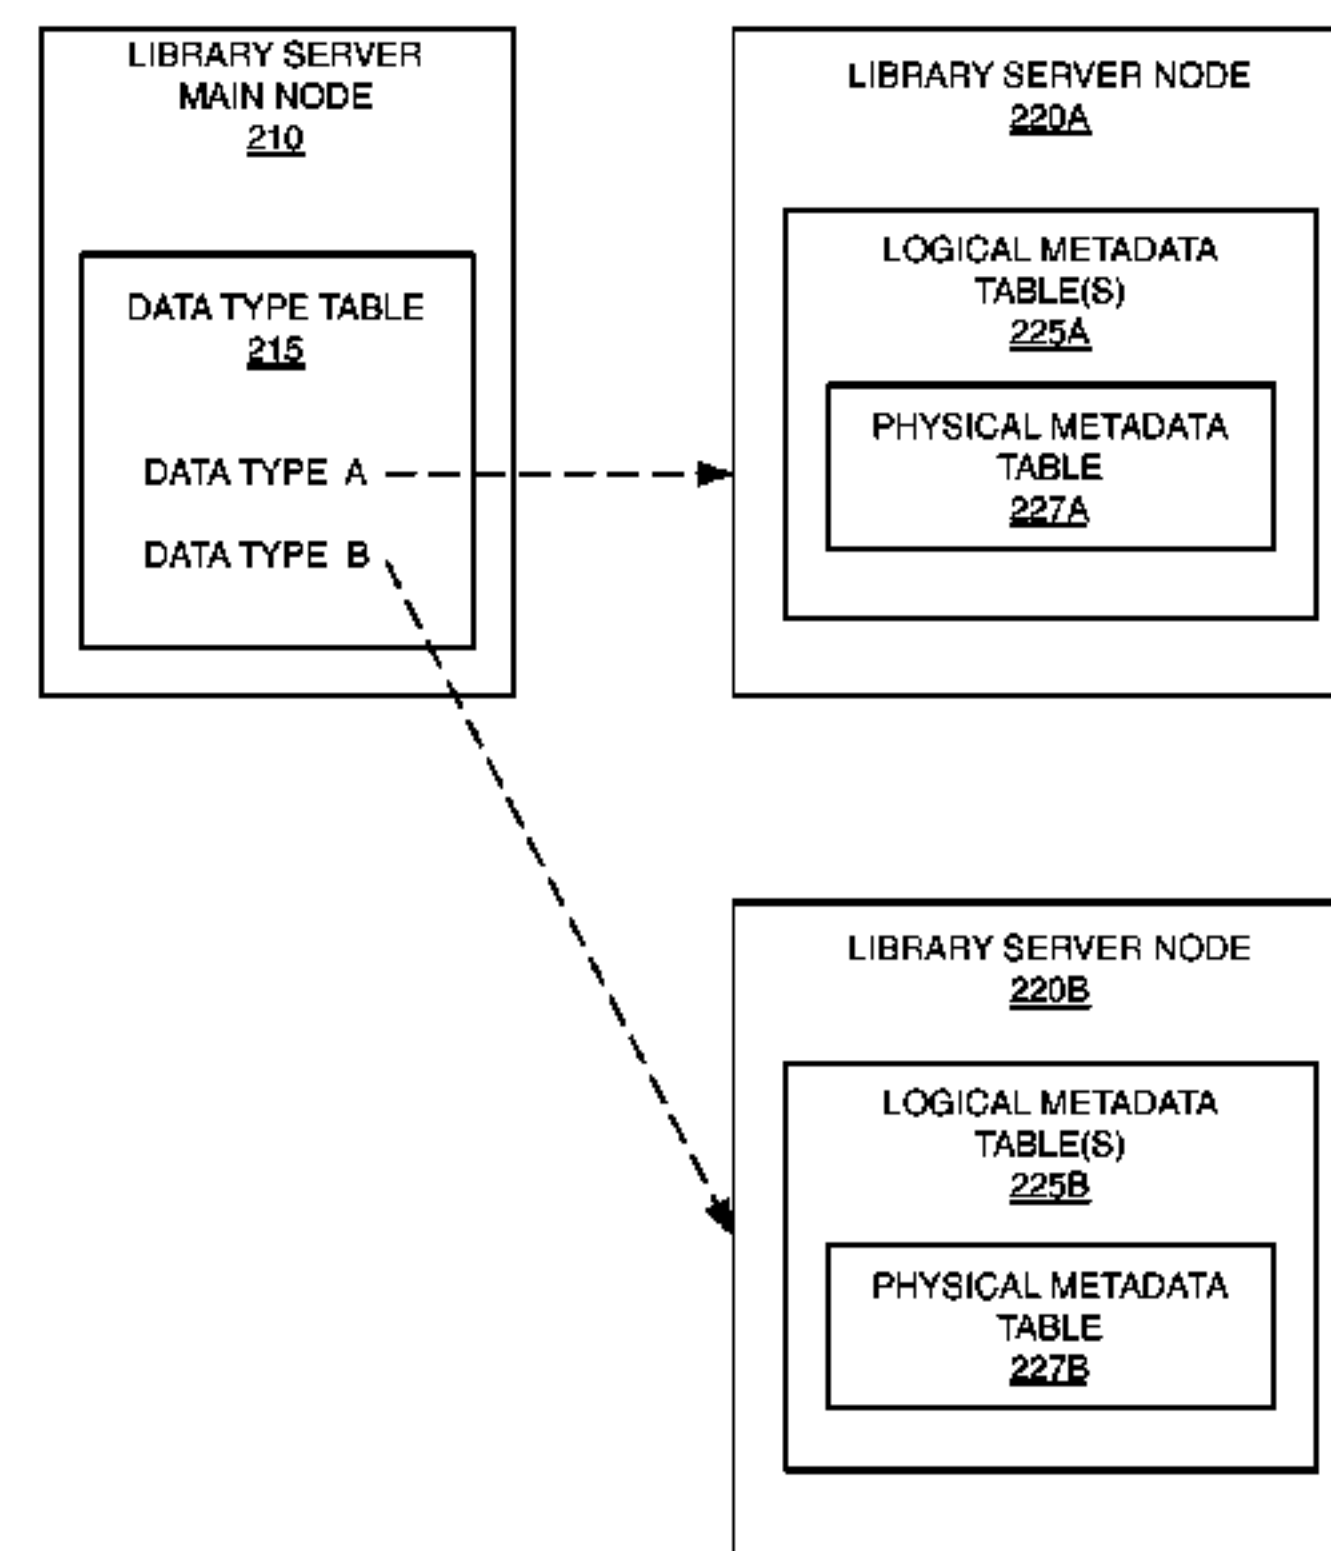 LIBRARY SERVER
MAIN NODE
210
DATA TYPE TABLE
215
DATA TYPE A
DATA TYPE B
LIBRARY SERVER NODE
220A
LOGICAL METADATA
TABLE(S)
225A
PHYSICAL METADATA
TABLE
227A
LIBRARY SERVER NODE
220B
LOGICAL METADATA
TABLE(S)
225B
PHYSICAL METADATA
TABLE
227B